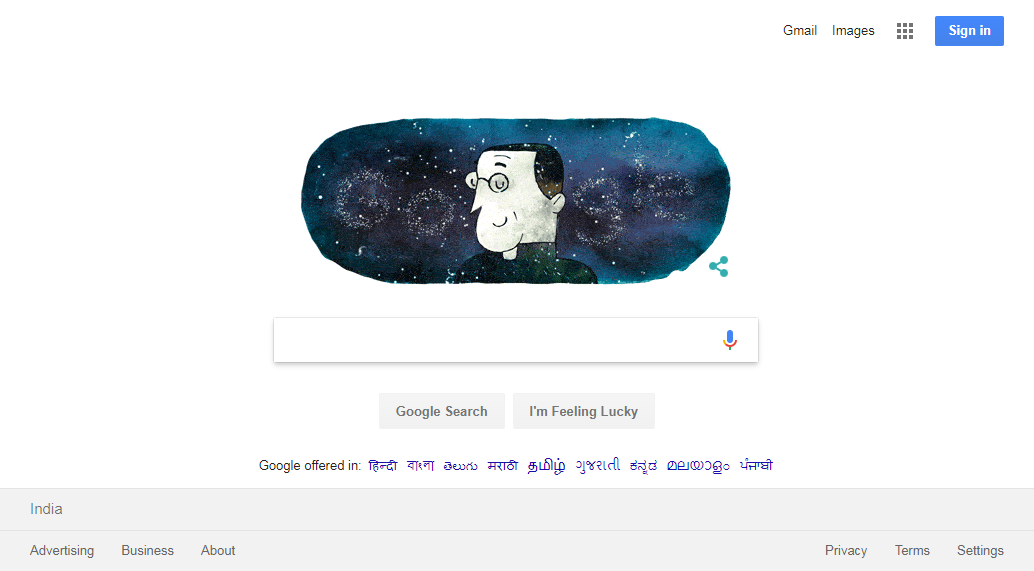 Gmail Images Sign in
Google
Google Search I'm Feeling Lucky
Google offered in: हिन्दी বাংলা తెలుగు मराठी தமிழ் ગુજરાતી ಕನ್ನಡ മലയാളം ਪੰਜਾਬੀ
India
Advertising Business About Privacy Terms Settings